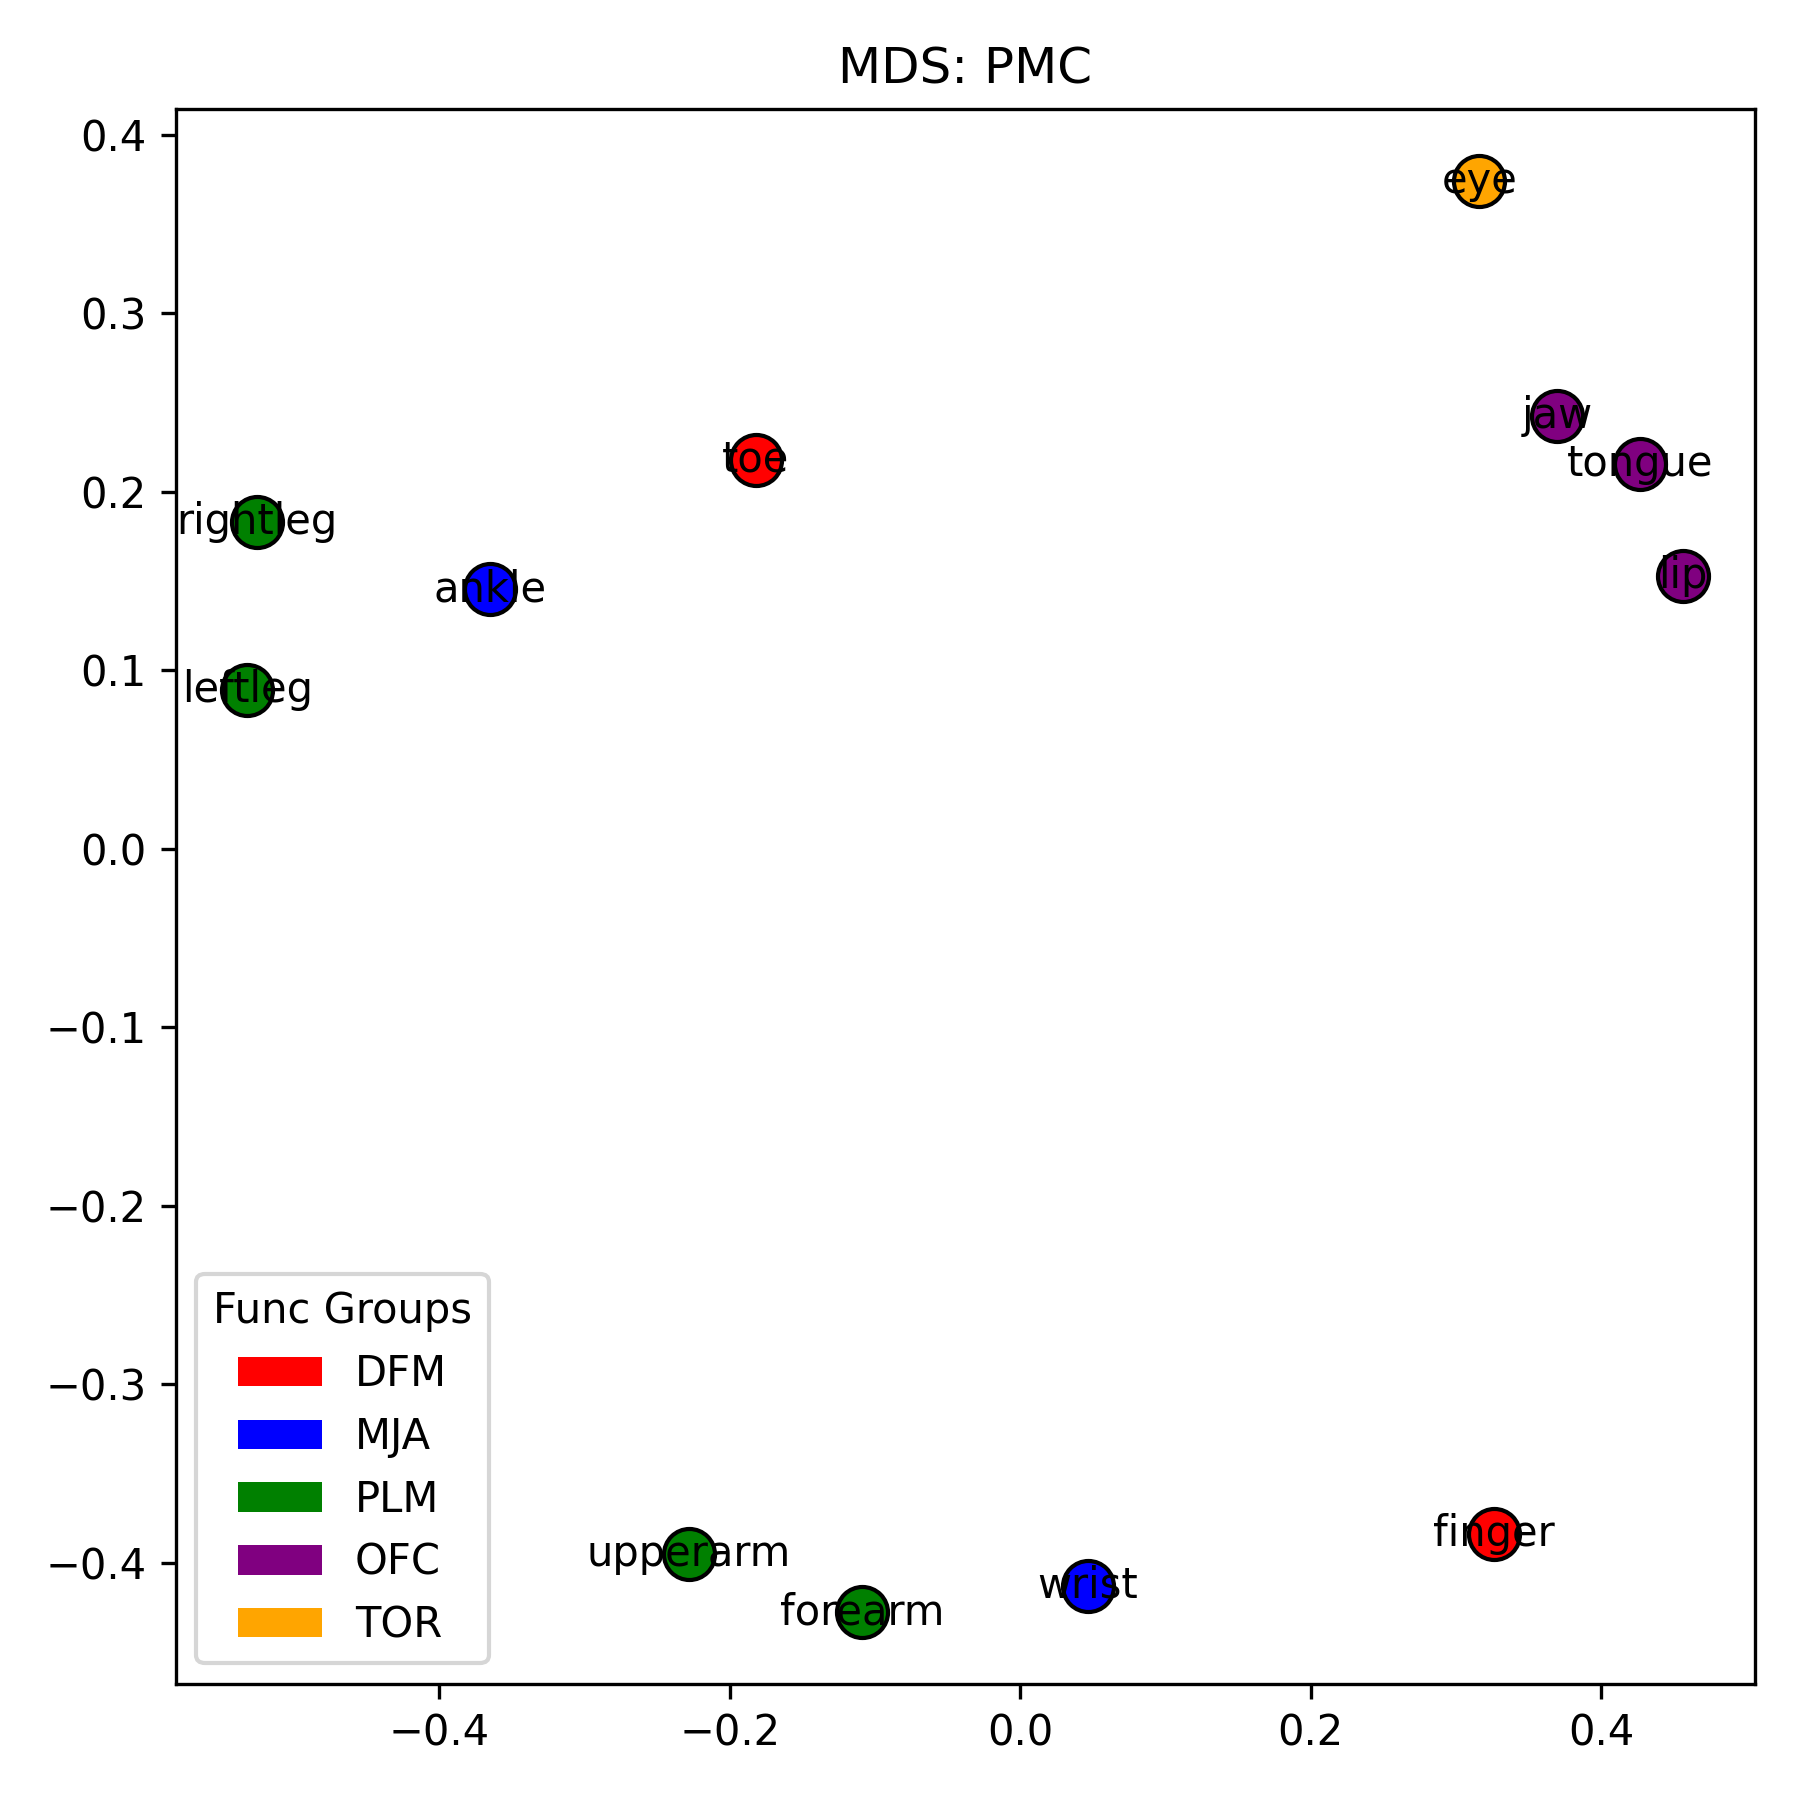 MDS: PMC
0.4
eye
0.3
jaw
tongue
toe
0.2
rightleg
lip
ankle
0.1
leftleg
0.0
−0.1
−0.2
−0.3
−0.4
finger
upperarm
wrist
forearm
Func Groups
DFM
MJA
PLM
OFC
TOR
−0.4 −0.2 0.0 0.2 0.4